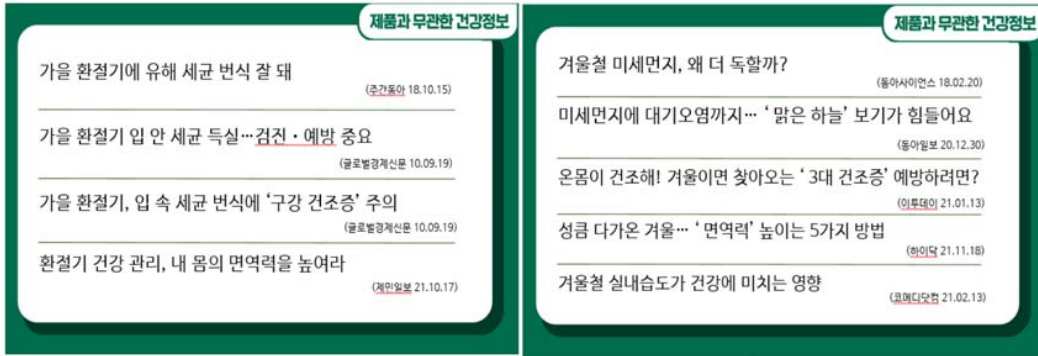 제품과 무관한 건강정보
가을 환절기에 유해 세균 번식 잘 돼
(주간동아 18.10.15)
가을 환절기 입 안 세균 득실…검진・예방 중요
(글로벌경제신문 10.09.19)
가을 환절기, 입 속 세균 번식에 ‘구강 건조증’ 주의
(글로벌경제신문 10.09.19)
환절기 건강 관리, 내 몸의 면역력을 높여라
(제민일보 21.10.17)
제품과 무관한 건강정보
겨울철 미세먼지, 왜 더 독할까?
(동아사이언스 18.02.20)
미세먼지에 대기오염까지… ‘ 맑은 하늘’ 보기가 힘들어요
(동아일보 20.12.30)
온몸이 건조해! 겨울이면 찾아오는 ‘ 3대 건조증’ 예방하려면?
(이투데이 21.01.13)
성큼 다가온 겨울… ‘ 면역력’ 높이는 5가지 방법
(하이닥 21.11.18)
겨울철 실내습도가 건강에 미치는 영향
(코메디닷컴 21.02.13)